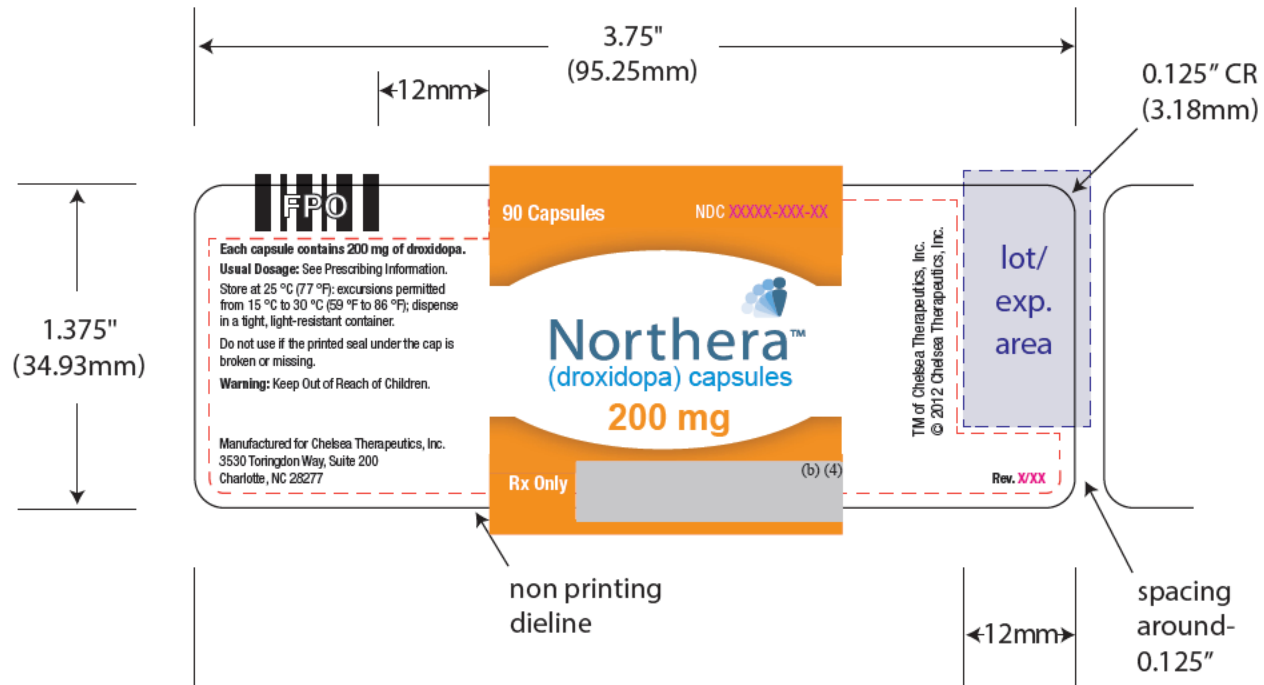 3.75"
(95.25mm)
12mm
0.125” CR
(3.18mm)
1.375"
(34.93mm)
FPO
Each capsule contains 200 mg of droxidopa.
Usual Dosage: See Prescribing Information.
Store at 25 °C (77 °F): excursions permitted
from 15 °C to 30 °C (59 °F to 86 °F); dispense
in a tight, light-resistant container.
Do not use if the printed seal under the cap is
broken or missing.
Warning: Keep Out of Reach of Children.
Manufactured for Chelsea Therapeutics, Inc.
3530 Toringdon Way, Suite 200
Charlotte, NC 28277
90 Capsules
NDC XXXXX-XXX-XX
Northera™
(droxidopa) capsules
200 mg
Rx Only
(b) (4)
TM of Chelsea Therapeutics, Inc.
© 2012 Chelsea Therapeutics, Inc.
lot/
exp.
area
Rev. X/XX
non printing
dieline
12mm
spacing
around-
0.125”